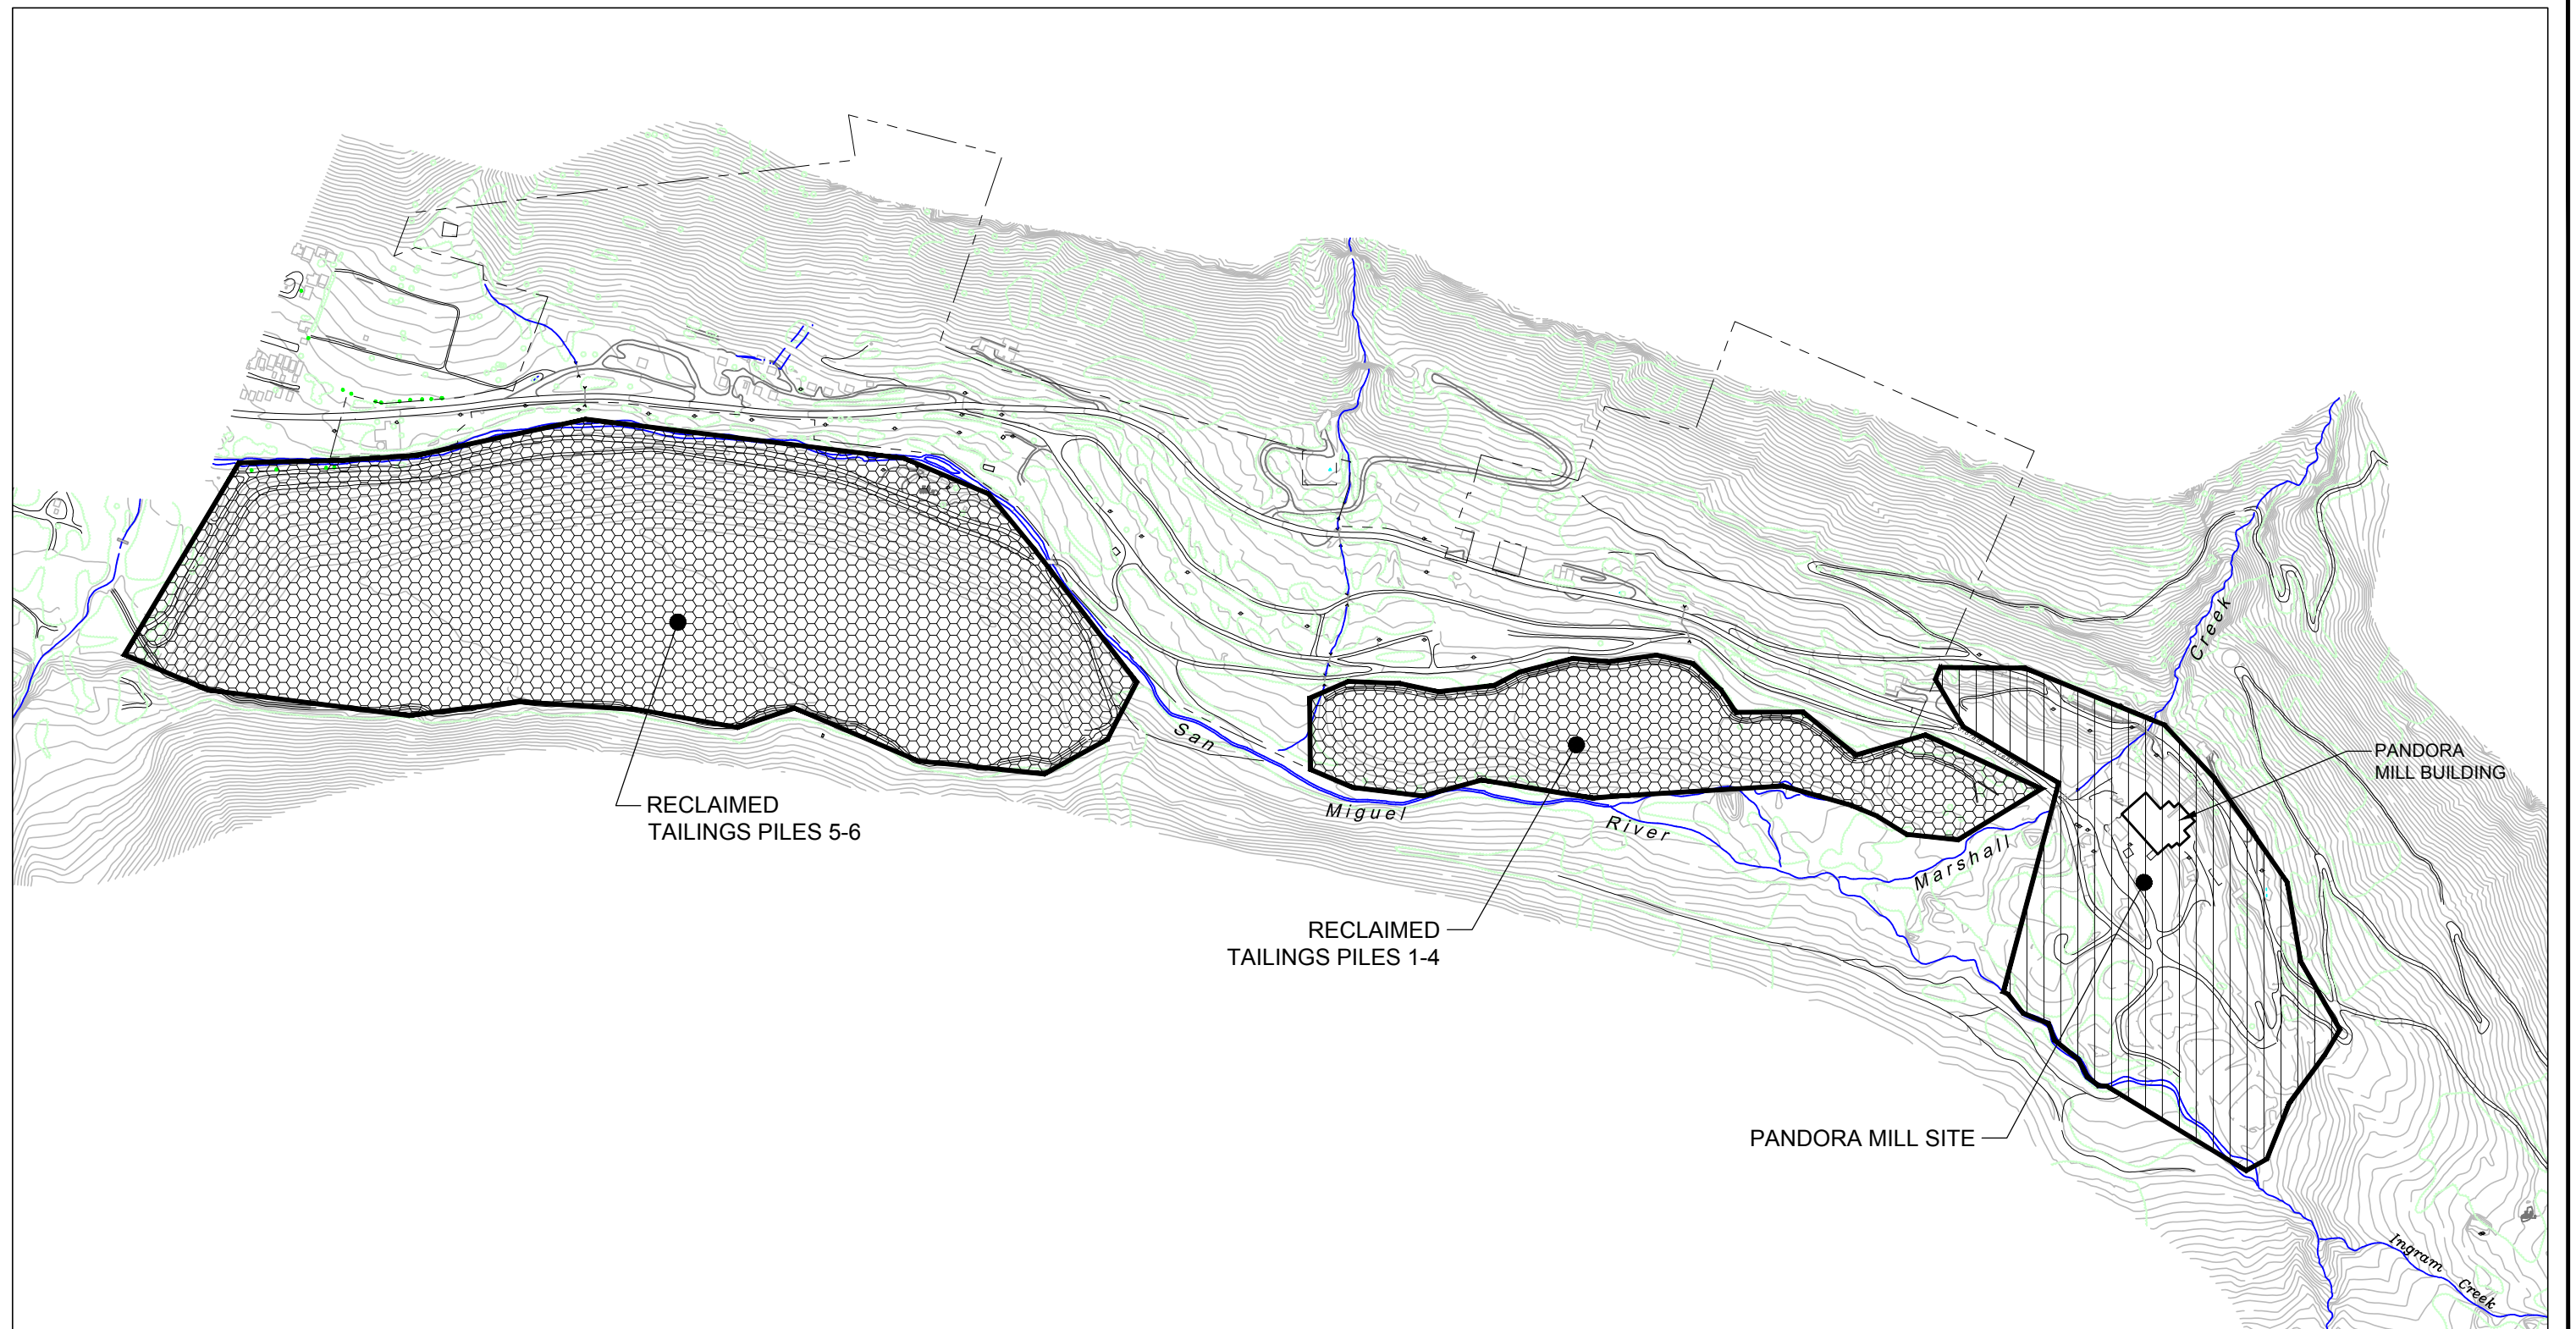 Creek
San
PANDORA
MILL BUILDING
RECLAIMED
TAILINGS PILES 5-6
Miguel
River
Marshall
RECLAIMED
TAILINGS PILES 1-4
PANDORA MILL SITE
Ingram Creek